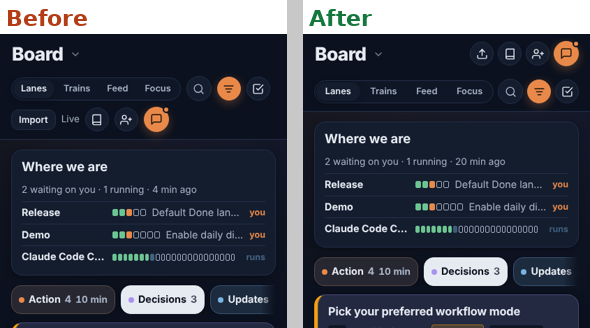 Before
Board
Lanes Trains Feed Focus
Import Live
Where we are
2 waiting on you · 1 running · 4 min ago
Release Default Done lan... you
Demo Enable daily di... you
Claude Code C... runs
Action 4 10 min Decisions 3 Updates
After
Board
Lanes Trains Feed Focus
Where we are
2 waiting on you · 1 running · 20 min ago
Release Default Done lan... you
Demo Enable daily di... you
Claude Code C... runs
Action 4 10 min Decisions 3 Updates
Pick your preferred workflow mode